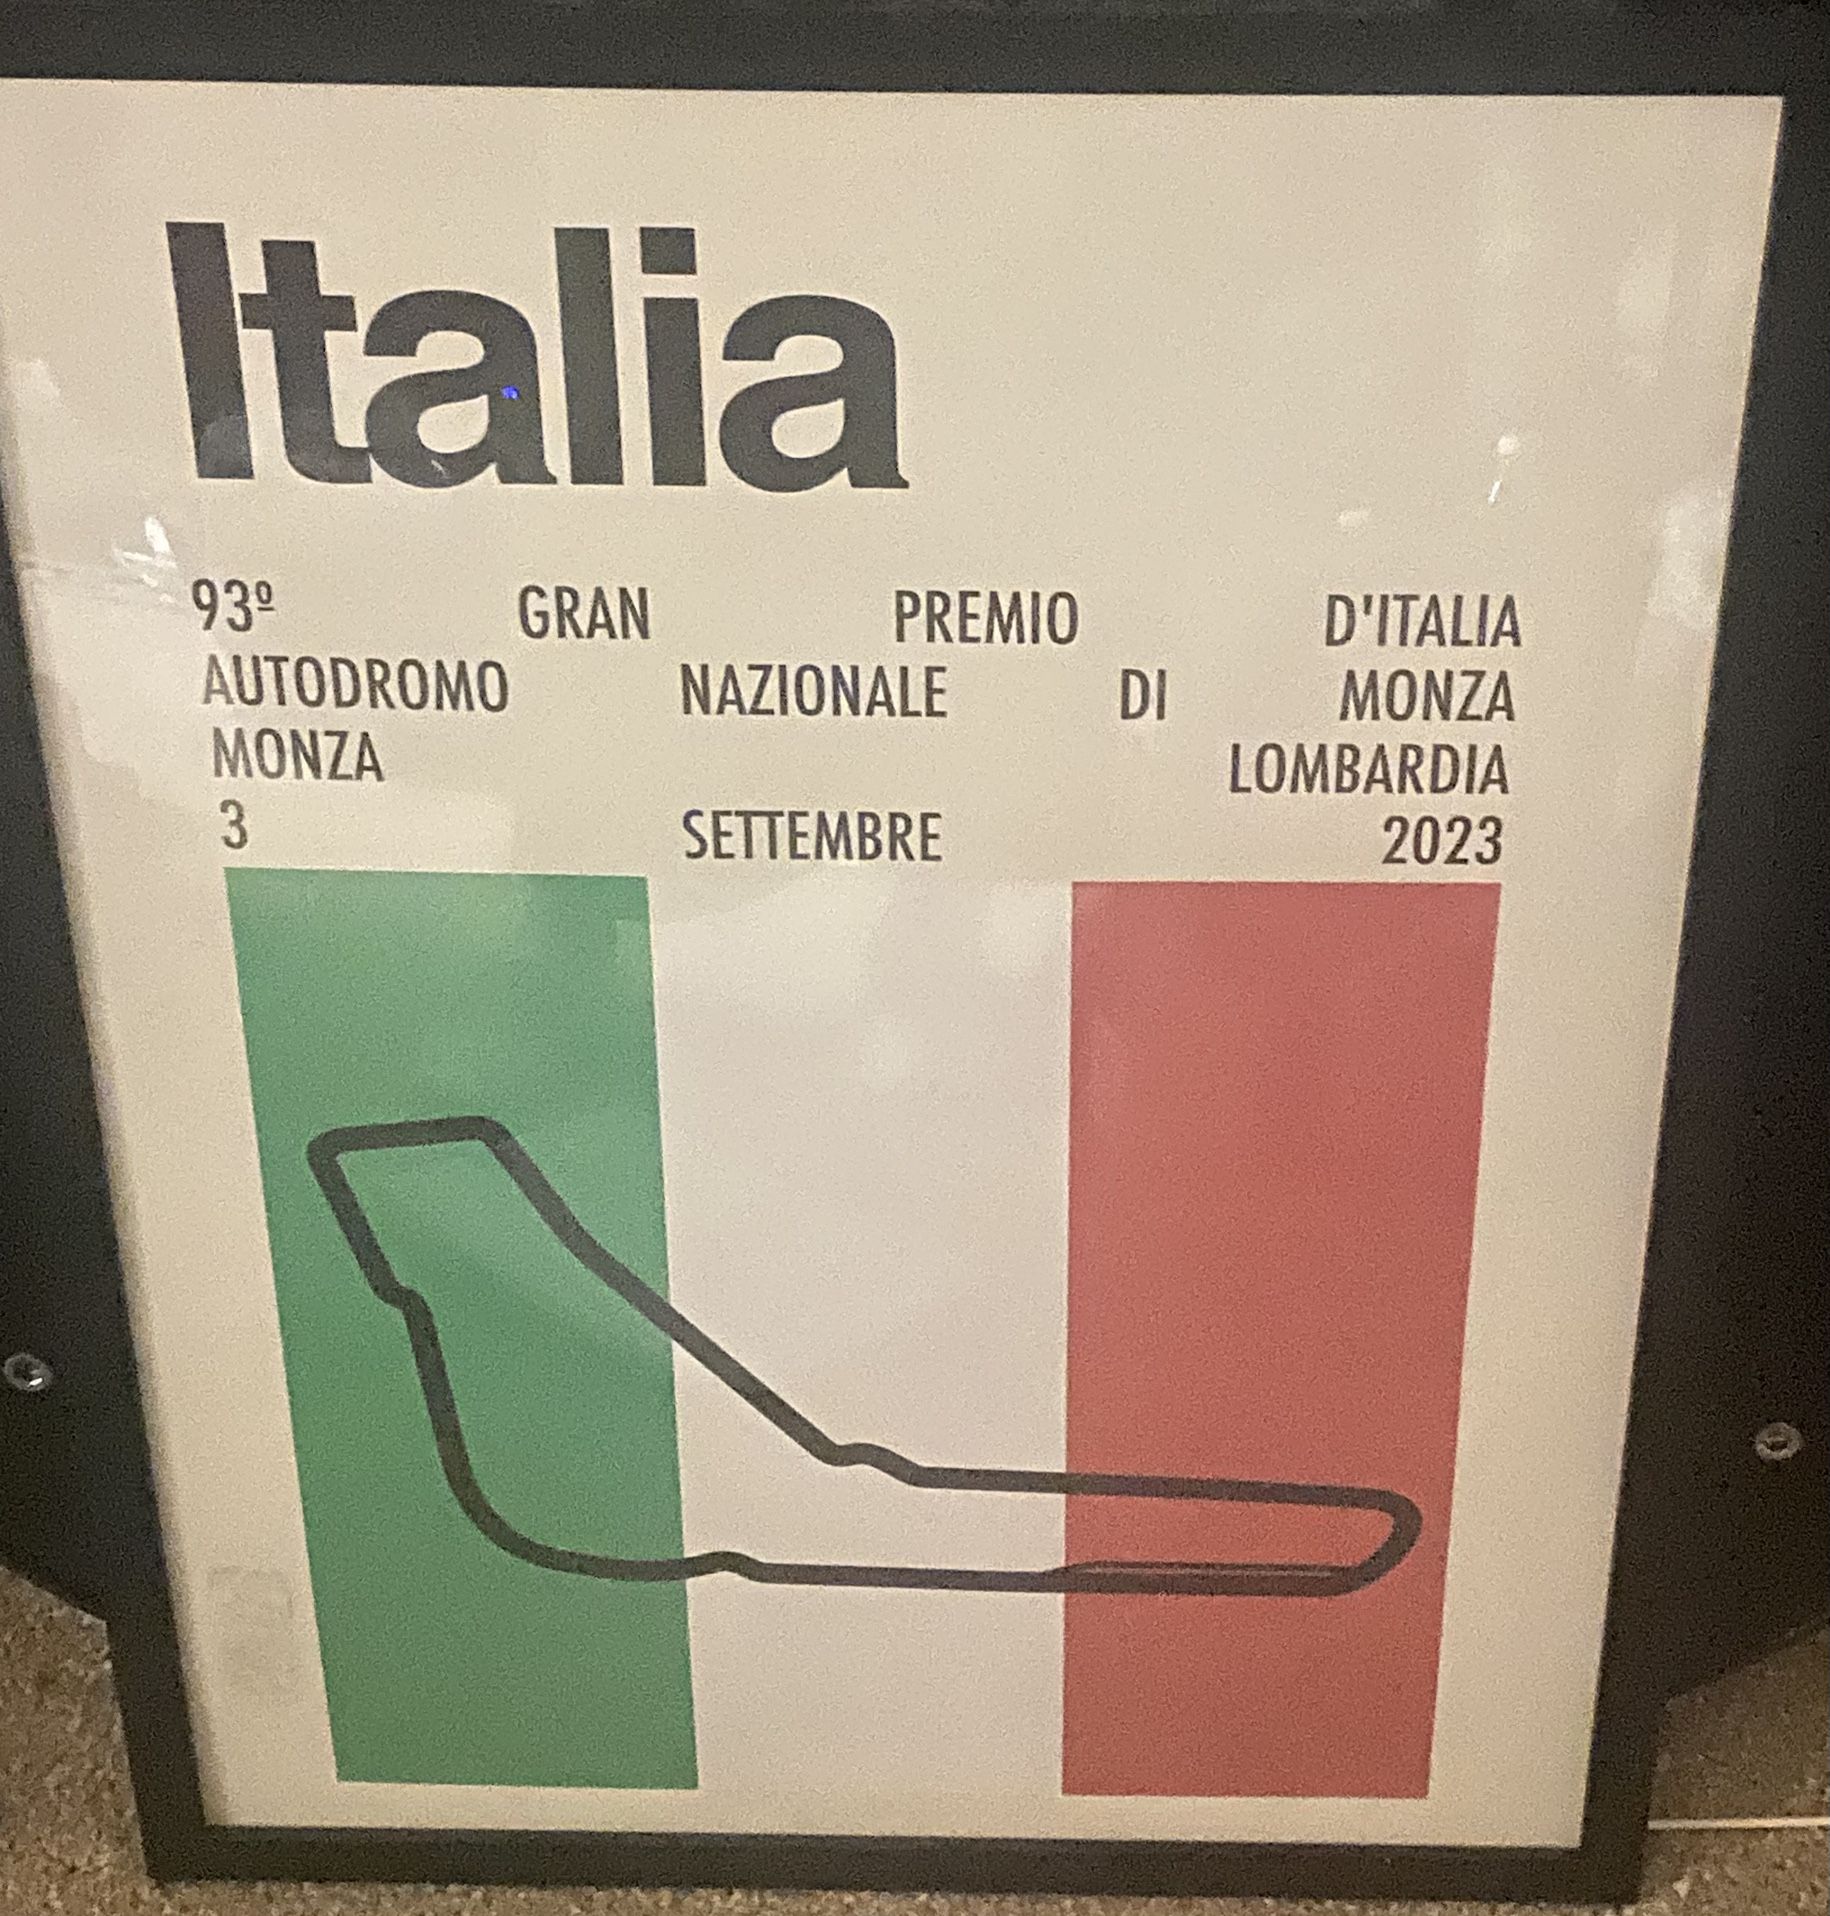 Italia
93º GRAN PREMIO D'ITALIA
AUTODROMO NAZIONALE DI MONZA
MONZA LOMBARDIA
3 SETTEMBRE 2023